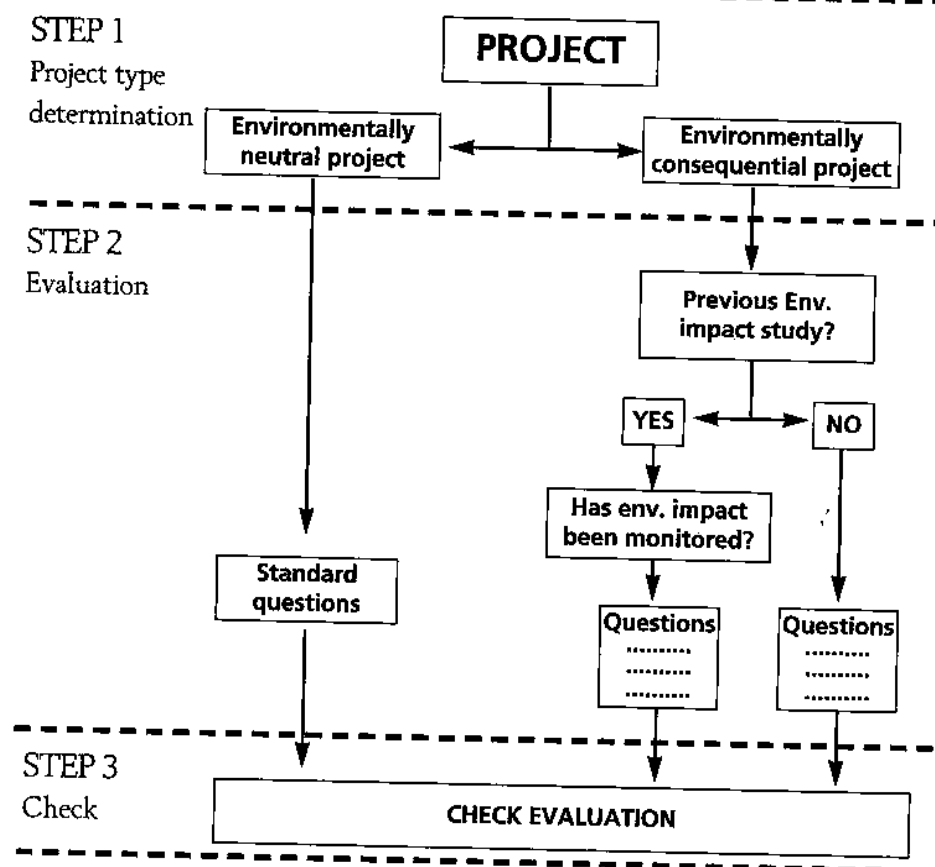 STEP 1
Project type
determination
PROJECT
Environmentally
neutral project
Environmentally
consequential project
STEP 2
Evaluation
Previous Env.
impact study?
YES
NO
Has env. impact
been monitored?
Standard
questions
Questions
..........
..........
..........
Questions
..........
..........
..........
STEP 3
Check
CHECK EVALUATION